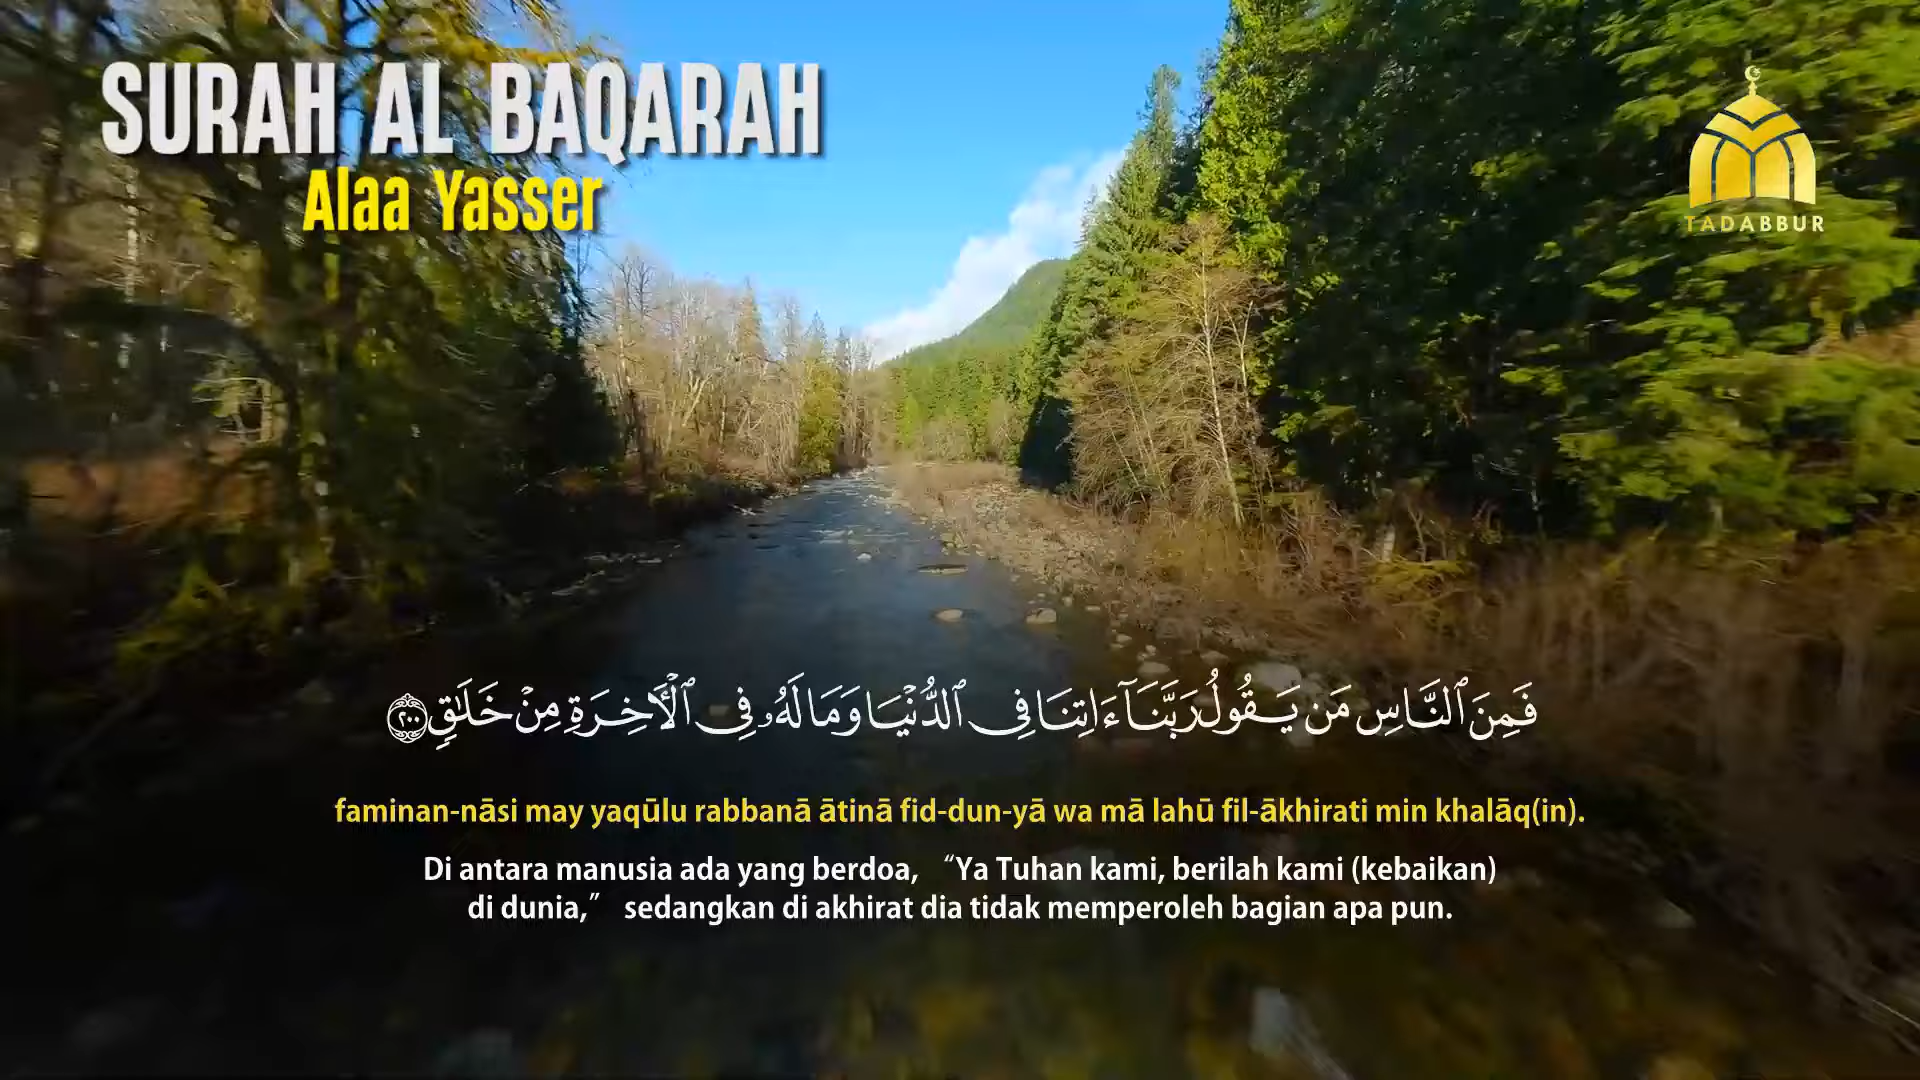 SURAH AL BAQARAH
Alaa Yasser
TADABBUR
فَمِنَ ٱلنَّاسِ مَن يَقُولُ رَبَّنَآ ءَاتِنَا فِى ٱلدُّنْيَا وَمَا لَهُۥ فِى ٱلْأَخِرَةِ مِنْ خَلَٰقٍ ٢٠٠
faminan-nāsi may yaqūlu rabbanā ātinā fid-dun-yā wa mā lahū fil-ākhirati min khalāq(in).
Di antara manusia ada yang berdoa, “Ya Tuhan kami, berilah kami (kebaikan)
di dunia,” sedangkan di akhirat dia tidak memperoleh bagian apa pun.